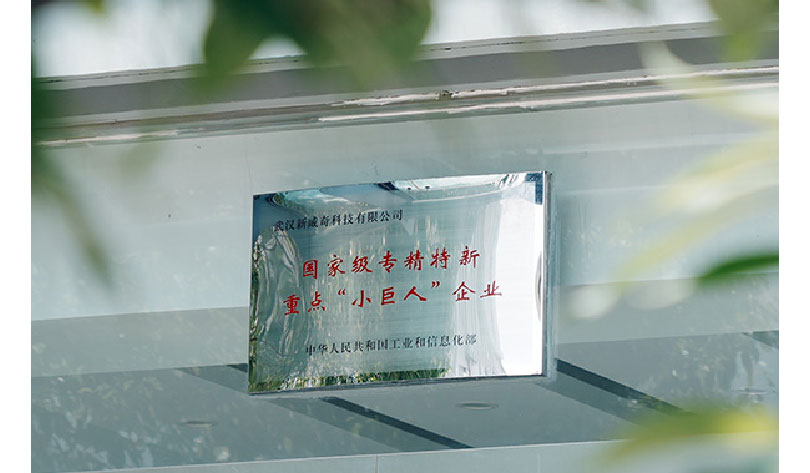 武汉新威奇科技有限公司
国家级专精特新
重点“小巨人”企业
中华人民共和国工业和信息化部